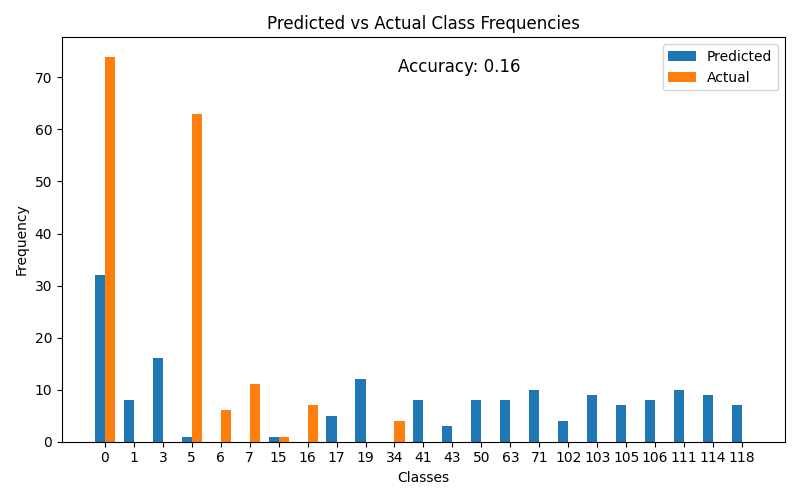 Predicted vs Actual Class Frequencies
Accuracy: 0.16
Predicted
Actual
Frequency
70
60
50
40
30
20
10
0
0 1 3 5 6 7 15 16 17 19 34 41 43 50 63 71 102 103 105 106 111 114 118
Classes